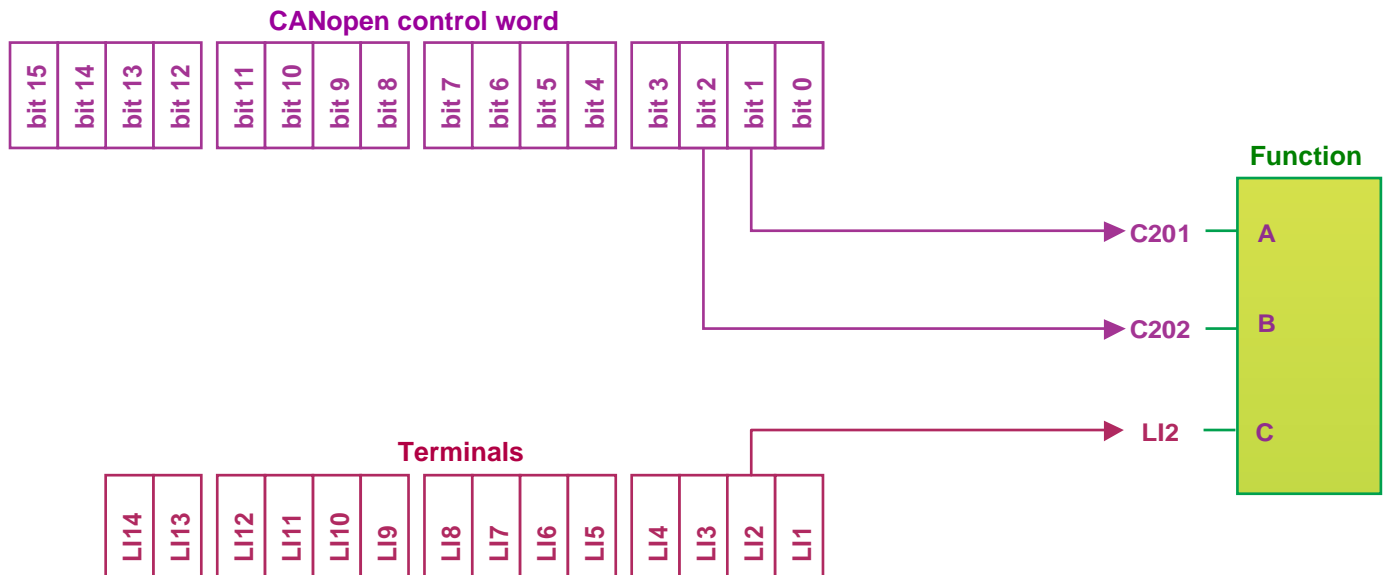 CANopen control word
bit 15 bit 14 bit 13 bit 12 bit 11 bit 10 bit 9 bit 8 bit 7 bit 6 bit 5 bit 4 bit 3 bit 2 bit 1 bit 0
Function
C201 A
C202 B
LI2 C
Terminals
LI14 LI13 LI12 LI11 LI10 LI9 LI8 LI7 LI6 LI5 LI4 LI3 LI2 LI1